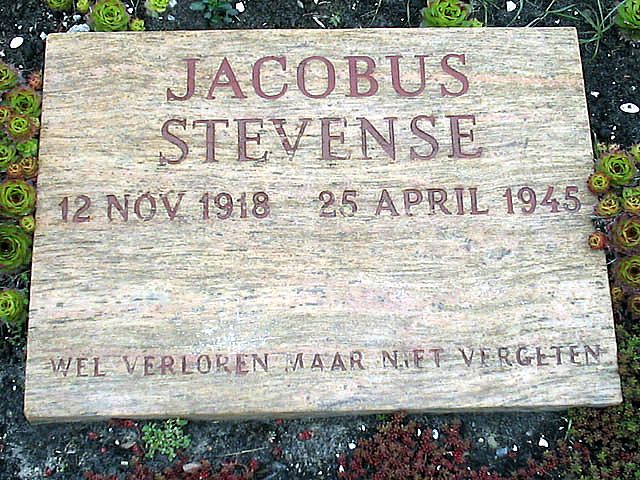 JACOBUS
STEVENSE
12 NOV 1918 25 APRIL 1945
WEL VERLOREN MAAR NIET VERGETEN